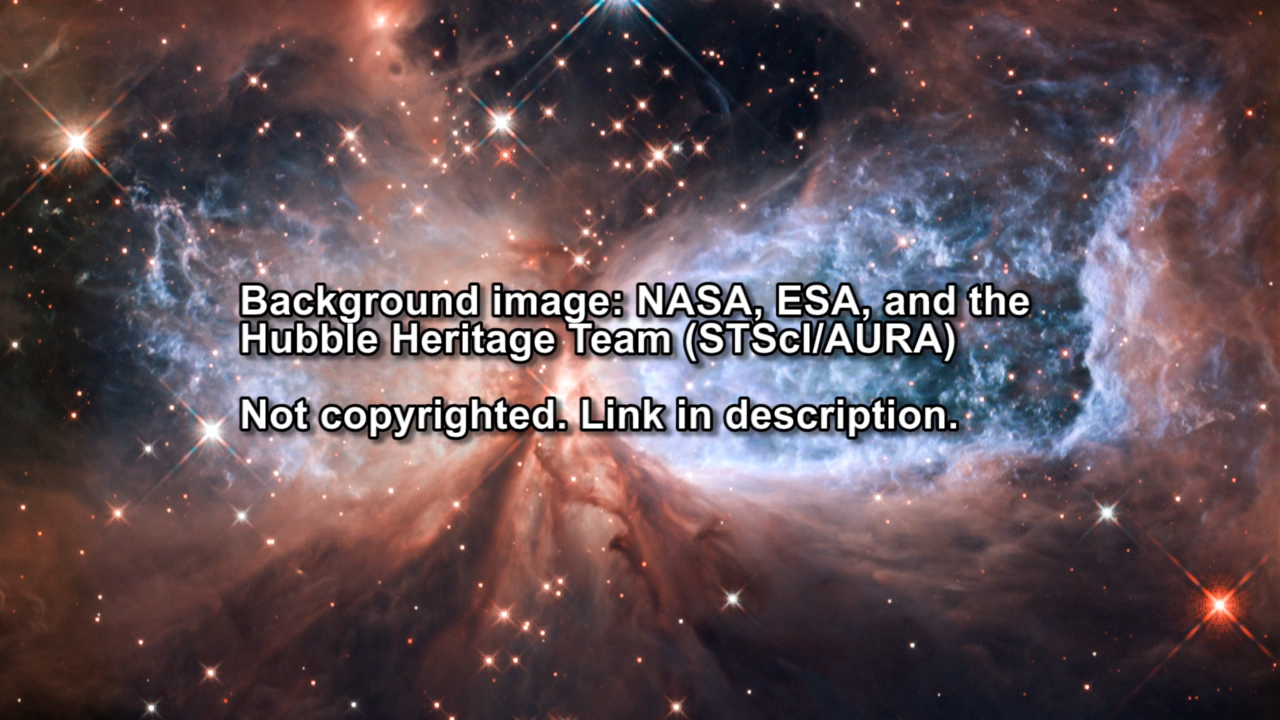 Background image: NASA, ESA, and the
Hubble Heritage Team (STScI/AURA)
Not copyrighted. Link in description.